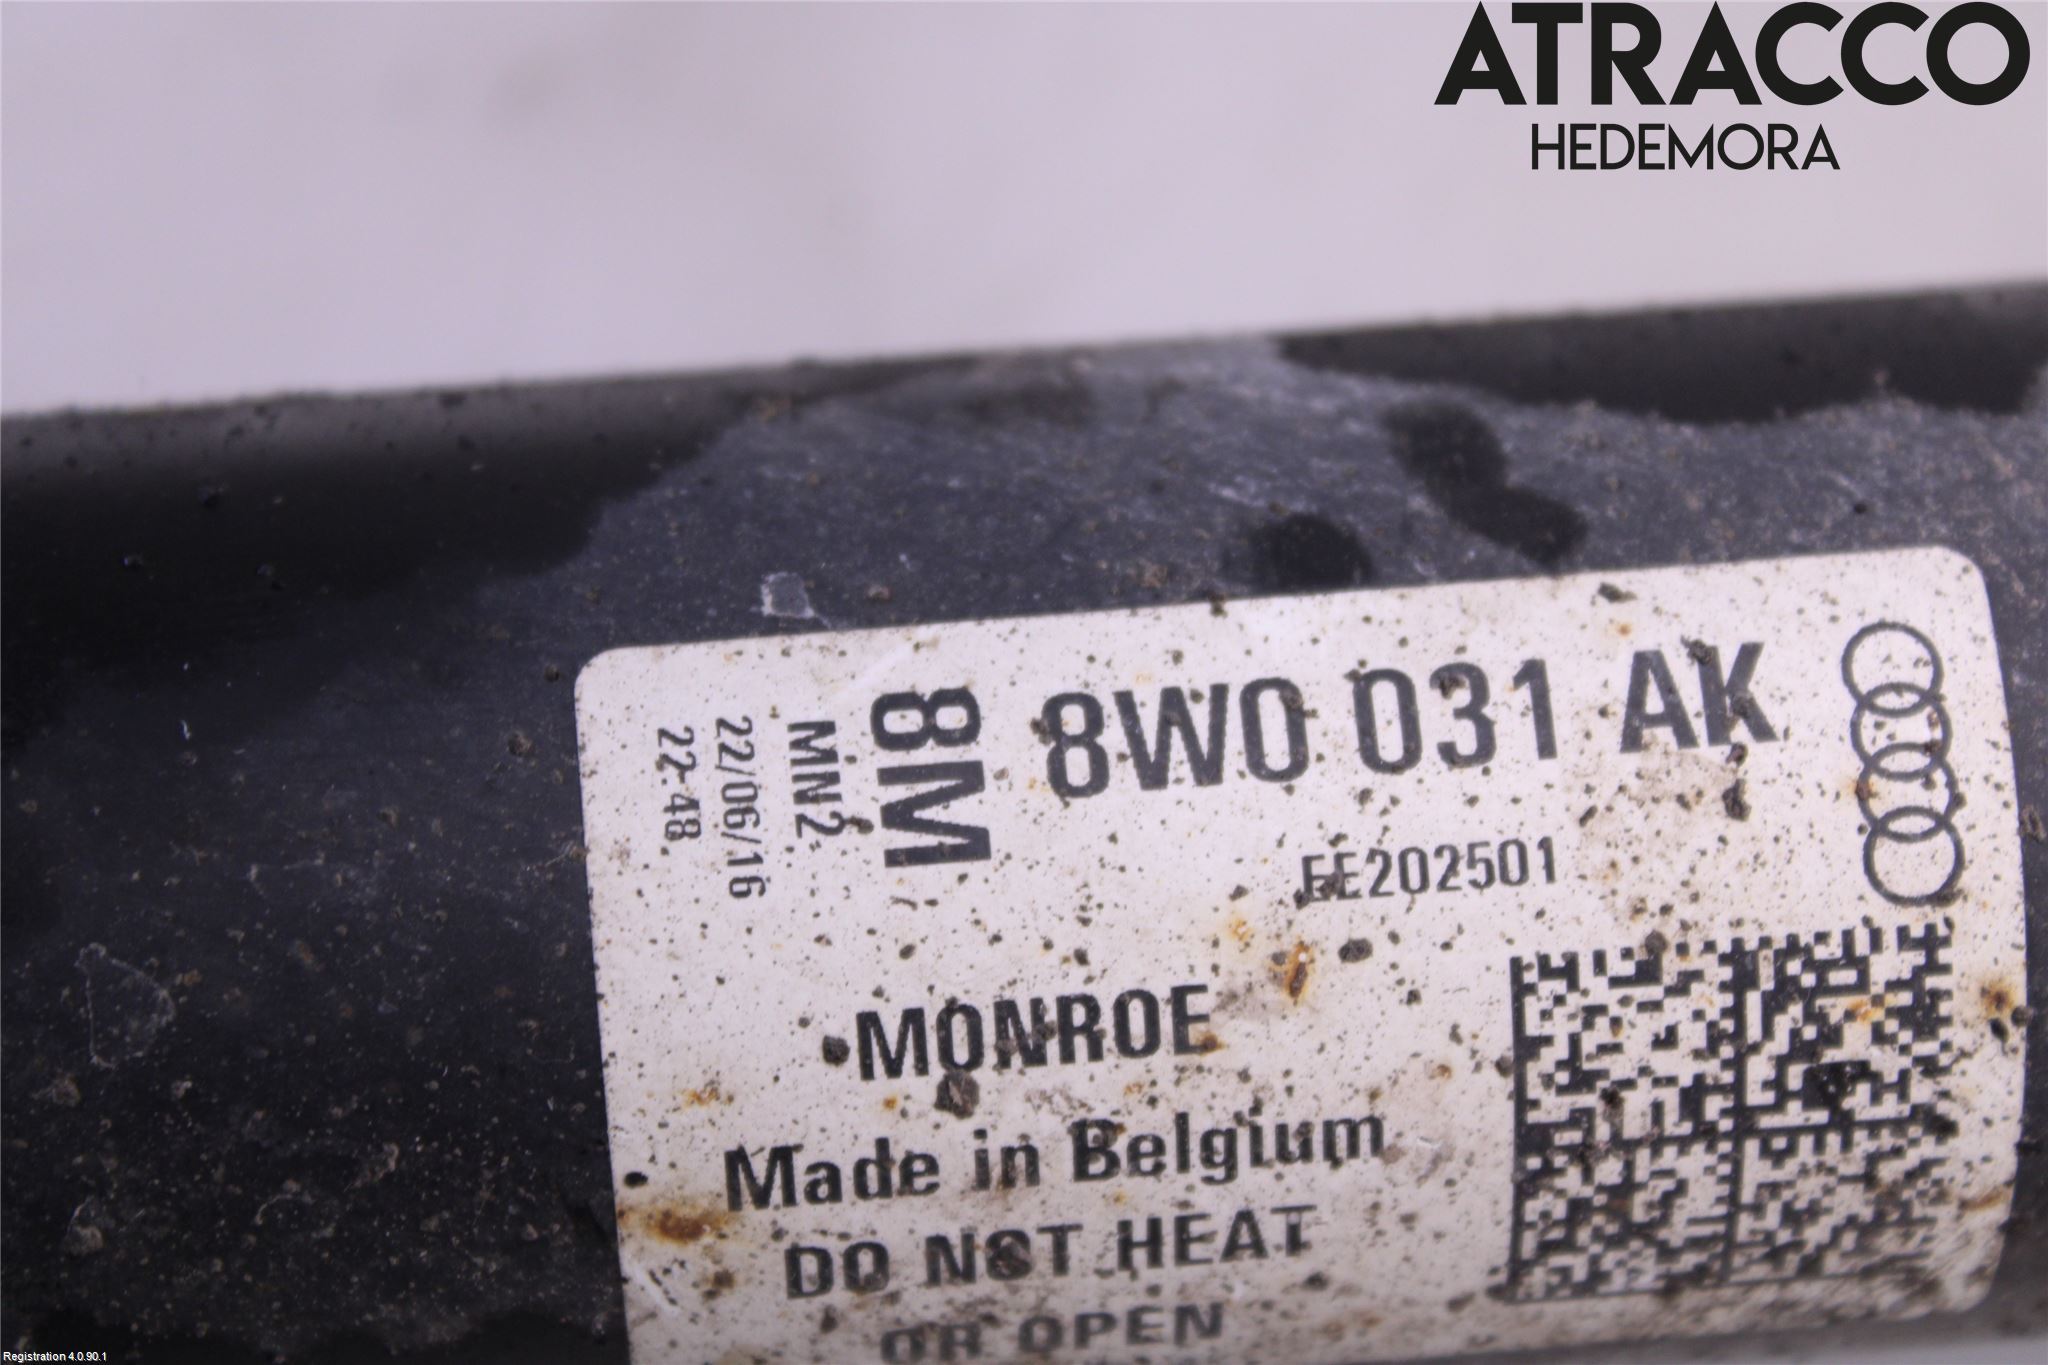 ATRACCO
HEDEMORA
8W0 031 AK
8M
MN2
22/06/16
22:48
EE202501
MONROE
Made in Belgium
DO NOT HEAT
OR OPEN
Registration 4.0.90.1